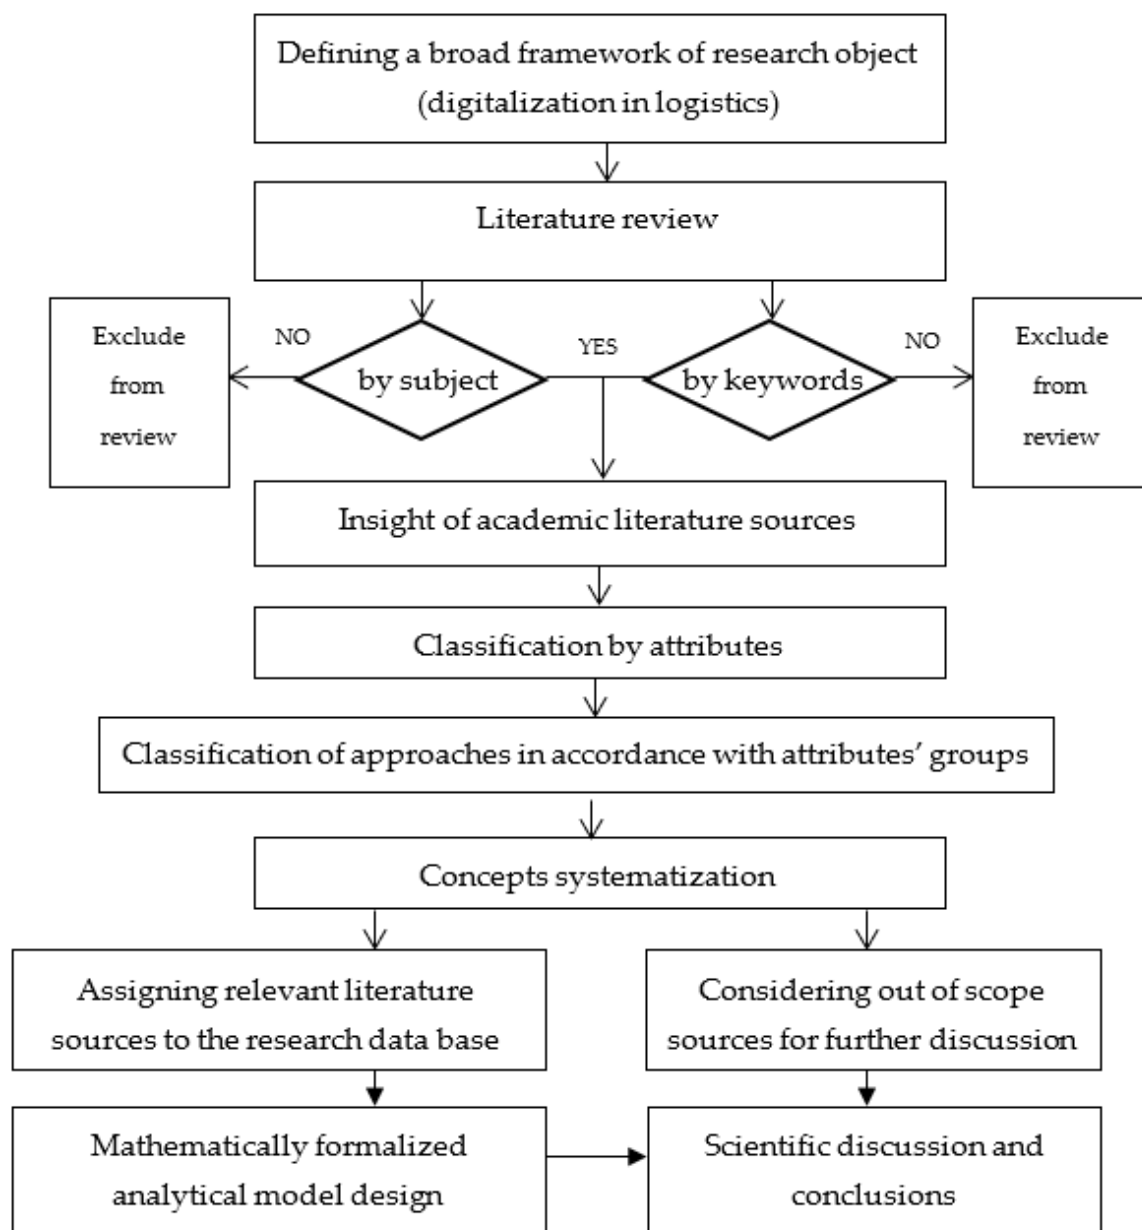 Defining a broad framework of research object
(digitalization in logistics)
Literature review
Exclude
from
review
NO
by subject
YES
by keywords
NO
Exclude
from
review
Insight of academic literature sources
Classification by attributes
Classification of approaches in accordance with attributes’ groups
Concepts systematization
Assigning relevant literature
sources to the research data base
Considering out of scope
sources for further discussion
Mathematically formalized
analytical model design
Scientific discussion and
conclusions